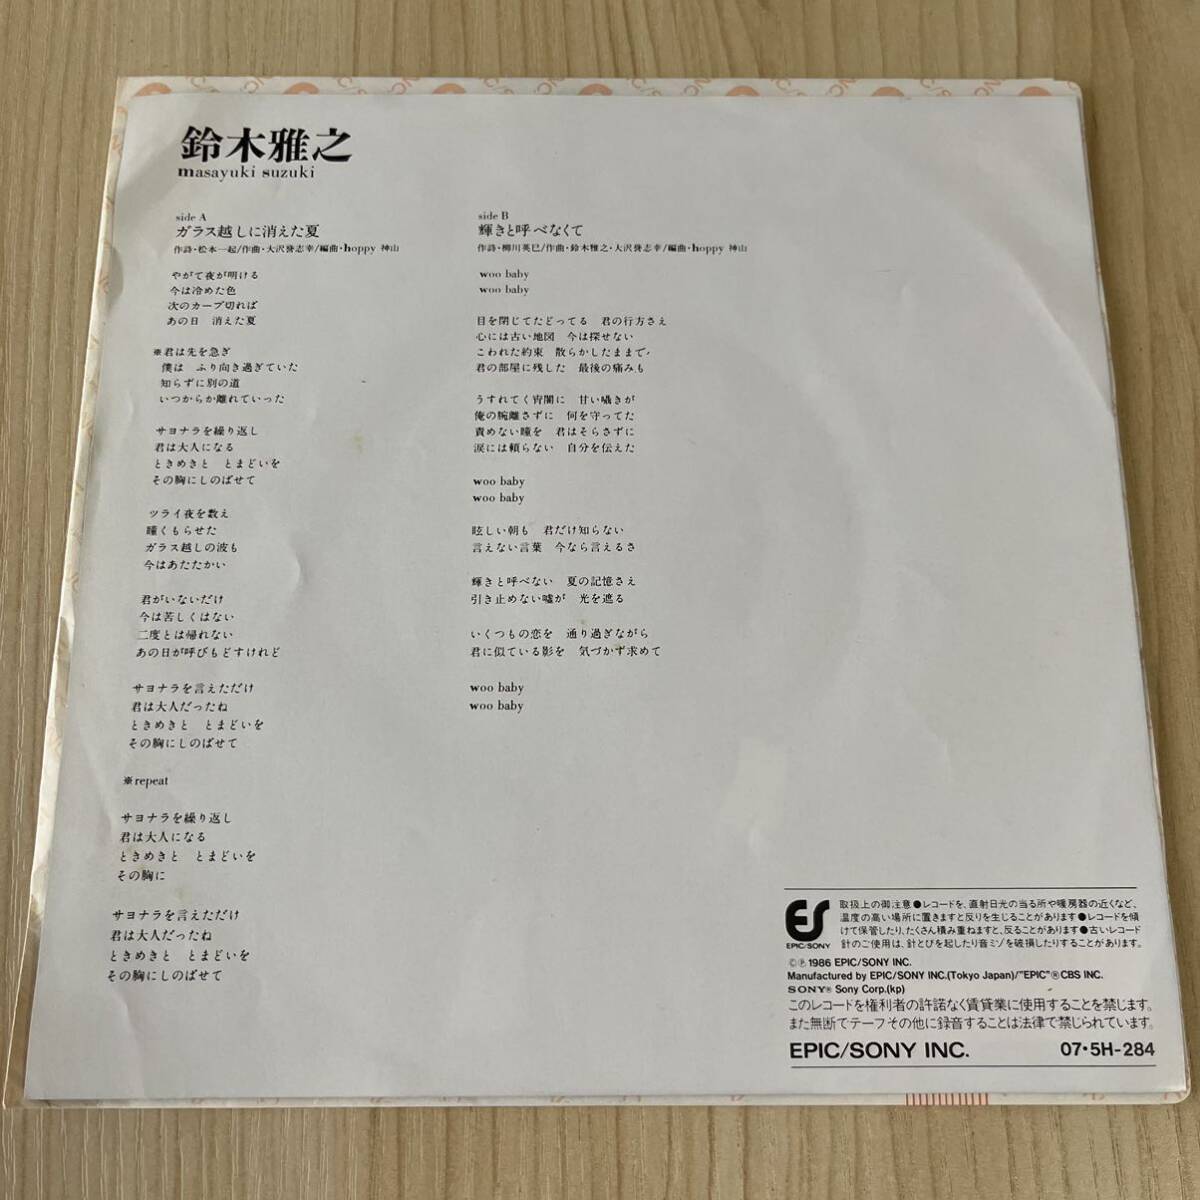 鈴木雅之
masayuki suzuki
side A
ガラス越しに消えた夏
作詩・松本一起/作曲・大沢誉志幸/編曲・hoppy 神山
やがて夜が明ける
今は冷めた色
次のカーブ切れば
あの日　消えた夏
※君は先を急ぎ
僕は　ふり向き過ぎていた
知らずに別の道
いつからか離れていった
サヨナラを繰り返し
君は大人になる
ときめきと　とまどいを
その胸にしのばせて
ツライ夜を数え
瞳くもらせた
ガラス越しの波も
今はあたたかい
君がいないだけ
今は苦しくはない
二度とは帰れない
あの日が呼びもどすけれど
サヨナラを言えただけ
君は大人だったね
ときめきと　とまどいを
その胸にしのばせて
※repeat
サヨナラを繰り返し
君は大人になる
ときめきと　とまどいを
その胸に
サヨナラを言えただけ
君は大人だったね
ときめきと　とまどいを
その胸にしのばせて
side B
輝きと呼べなくて
作詩・柳川英巳/作曲・鈴木雅之・大沢誉志幸/編曲・hoppy 神山
woo baby
woo baby
目を閉じてたどってる　君の行方さえ
心には古い地図　今は探せない
こわれた約束　散らかしたままで
君の部屋に残した　最後の痛みも
うすれてく宵闇に　甘い囁きが
俺の腕離さずに　何を守ってた
責めない瞳を　君はそらさずに
涙には頼らない　自分を伝えた
woo baby
woo baby
眩しい朝も　君だけ知らない
言えない言葉　今なら言えるさ
輝きと呼べない　夏の記憶さえ
引き止めない嘘が　光を遮る
いくつもの恋を　通り過ぎながら
君に似ている影を　気づかず求めて
woo baby
woo baby
ES
EPIC/SONY
取扱上の御注意●レコードを、直射日光の当る所や暖房器の近くなど、
温度の高い場所に置きますと反りを生じることがあります●レコードを傾
けて保管したり、たくさん積み重ねますと、反ることがあります●古いレコード
針のご使用は、針とびを起したり音ミゾを破損したりすることがあります。
©℗1986 EPIC/SONY INC.
Manufactured by EPIC/SONY INC.(Tokyo Japan)/"EPIC"® CBS INC.
SONY® Sony Corp.(kp)
このレコードを権利者の許諾なく賃貸業に使用することを禁じます。
また無断でテープその他に録音することは法律で禁じられています。
EPIC/SONY INC.
07・5H-284